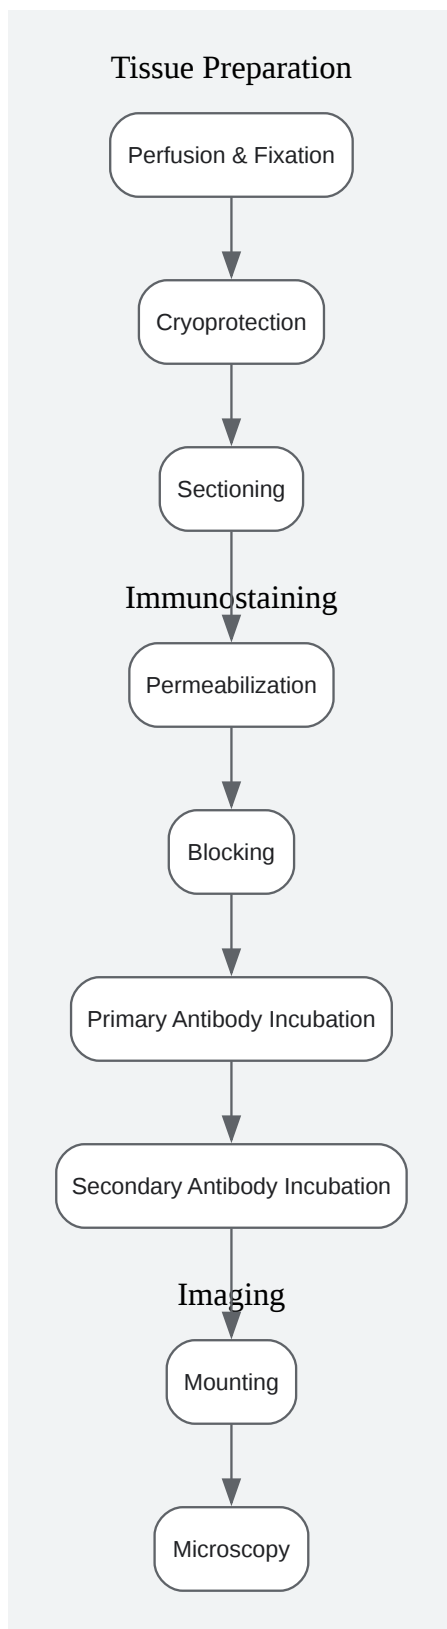 Tissue Preparation
Perfusion & Fixation
Cryoprotection
Sectioning
Immunostaining
Permeabilization
Blocking
Primary Antibody Incubation
Secondary Antibody Incubation
Imaging
Mounting
Microscopy